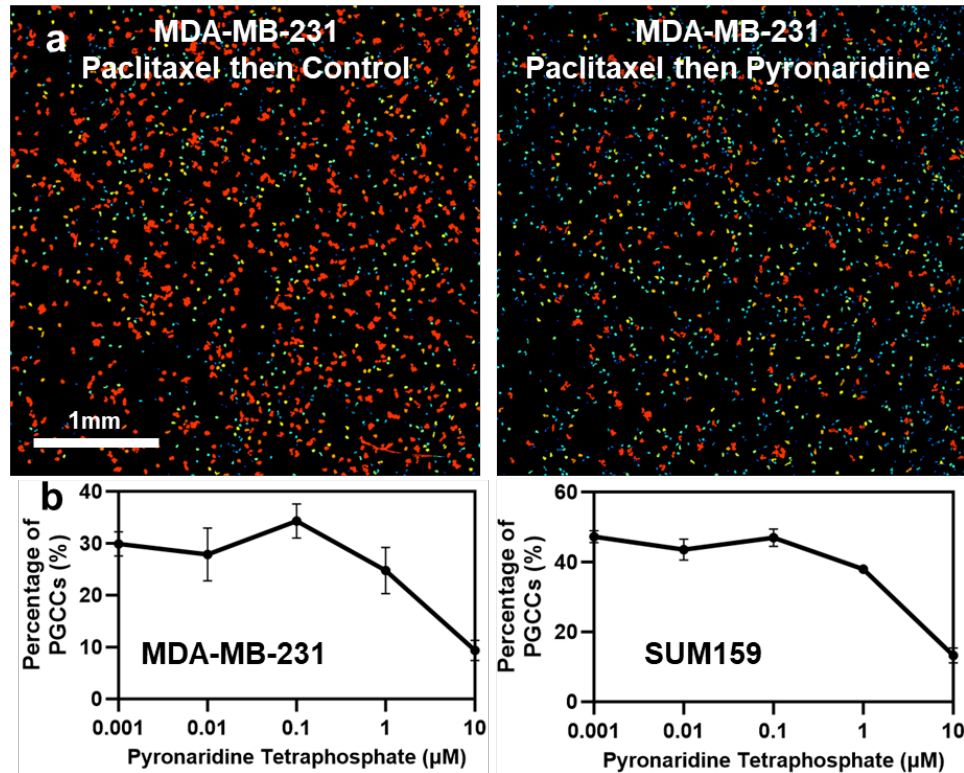 a
MDA-MB-231
Paclitaxel then Control
1mm
MDA-MB-231
Paclitaxel then Pyronaridine
b
Percentage of
PGCCs (%)
40
30
20
10
0
MDA-MB-231
0.001 0.01 0.1 1 10
Pyronaridine Tetraphosphate (µM)
Percentage of
PGCCs (%)
60
40
20
0
SUM159
0.001 0.01 0.1 1 10
Pyronaridine Tetraphosphate (µM)